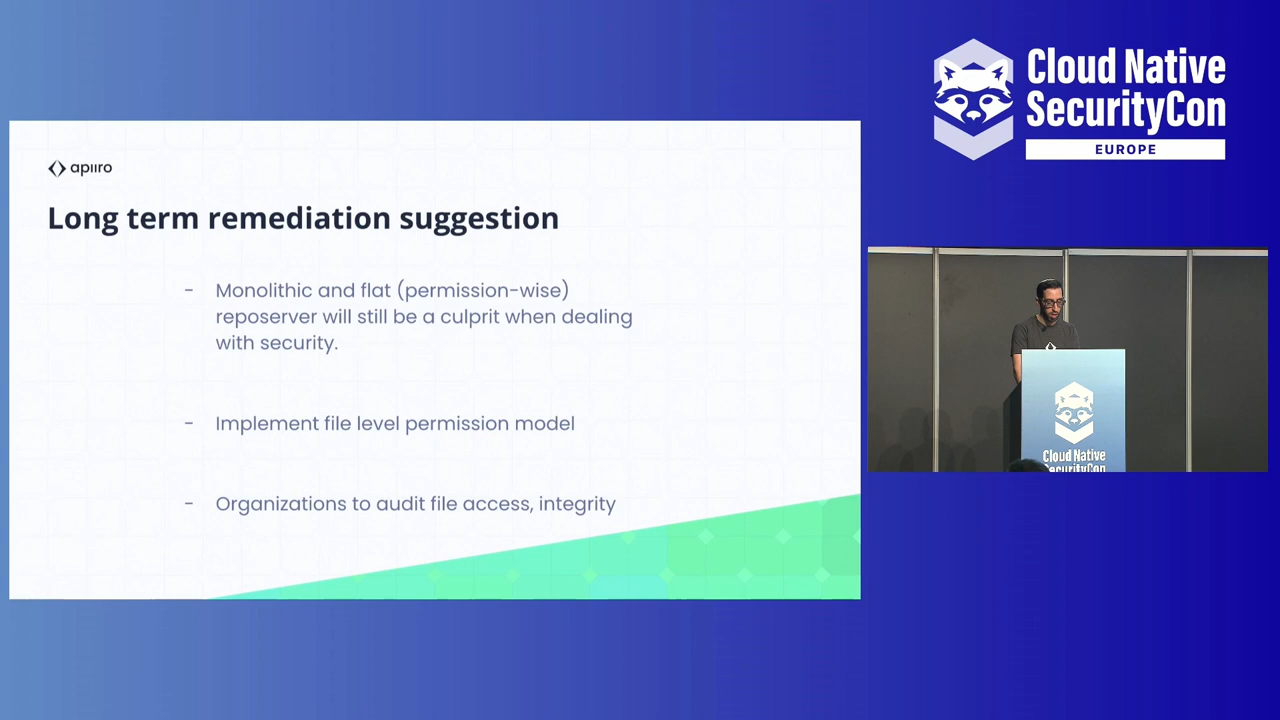 Cloud Native
SecurityCon
EUROPE
apiiro
Long term remediation suggestion
- Monolithic and flat (permission-wise)
reposerver will still be a culprit when dealing
with security.
- Implement file level permission model
- Organizations to audit file access, integrity
Cloud Native
SecurityCon